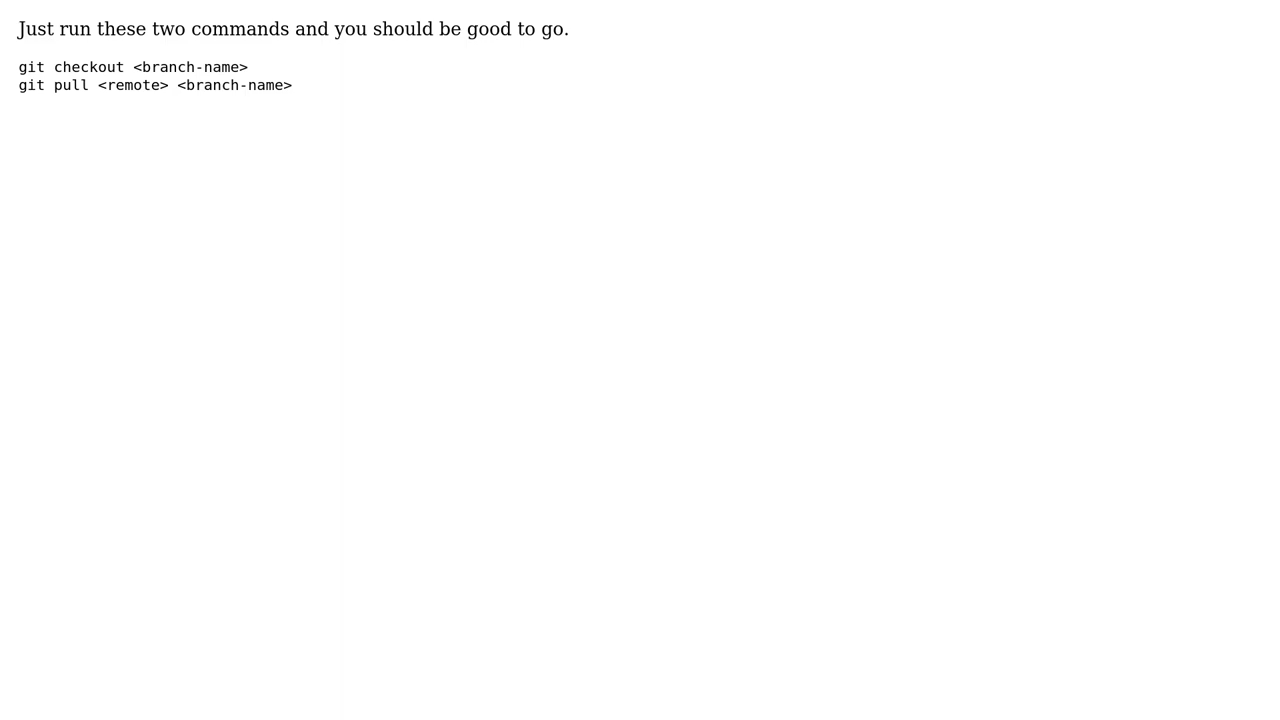 Just run these two commands and you should be good to go.
git checkout <branch-name>
git pull <remote> <branch-name>